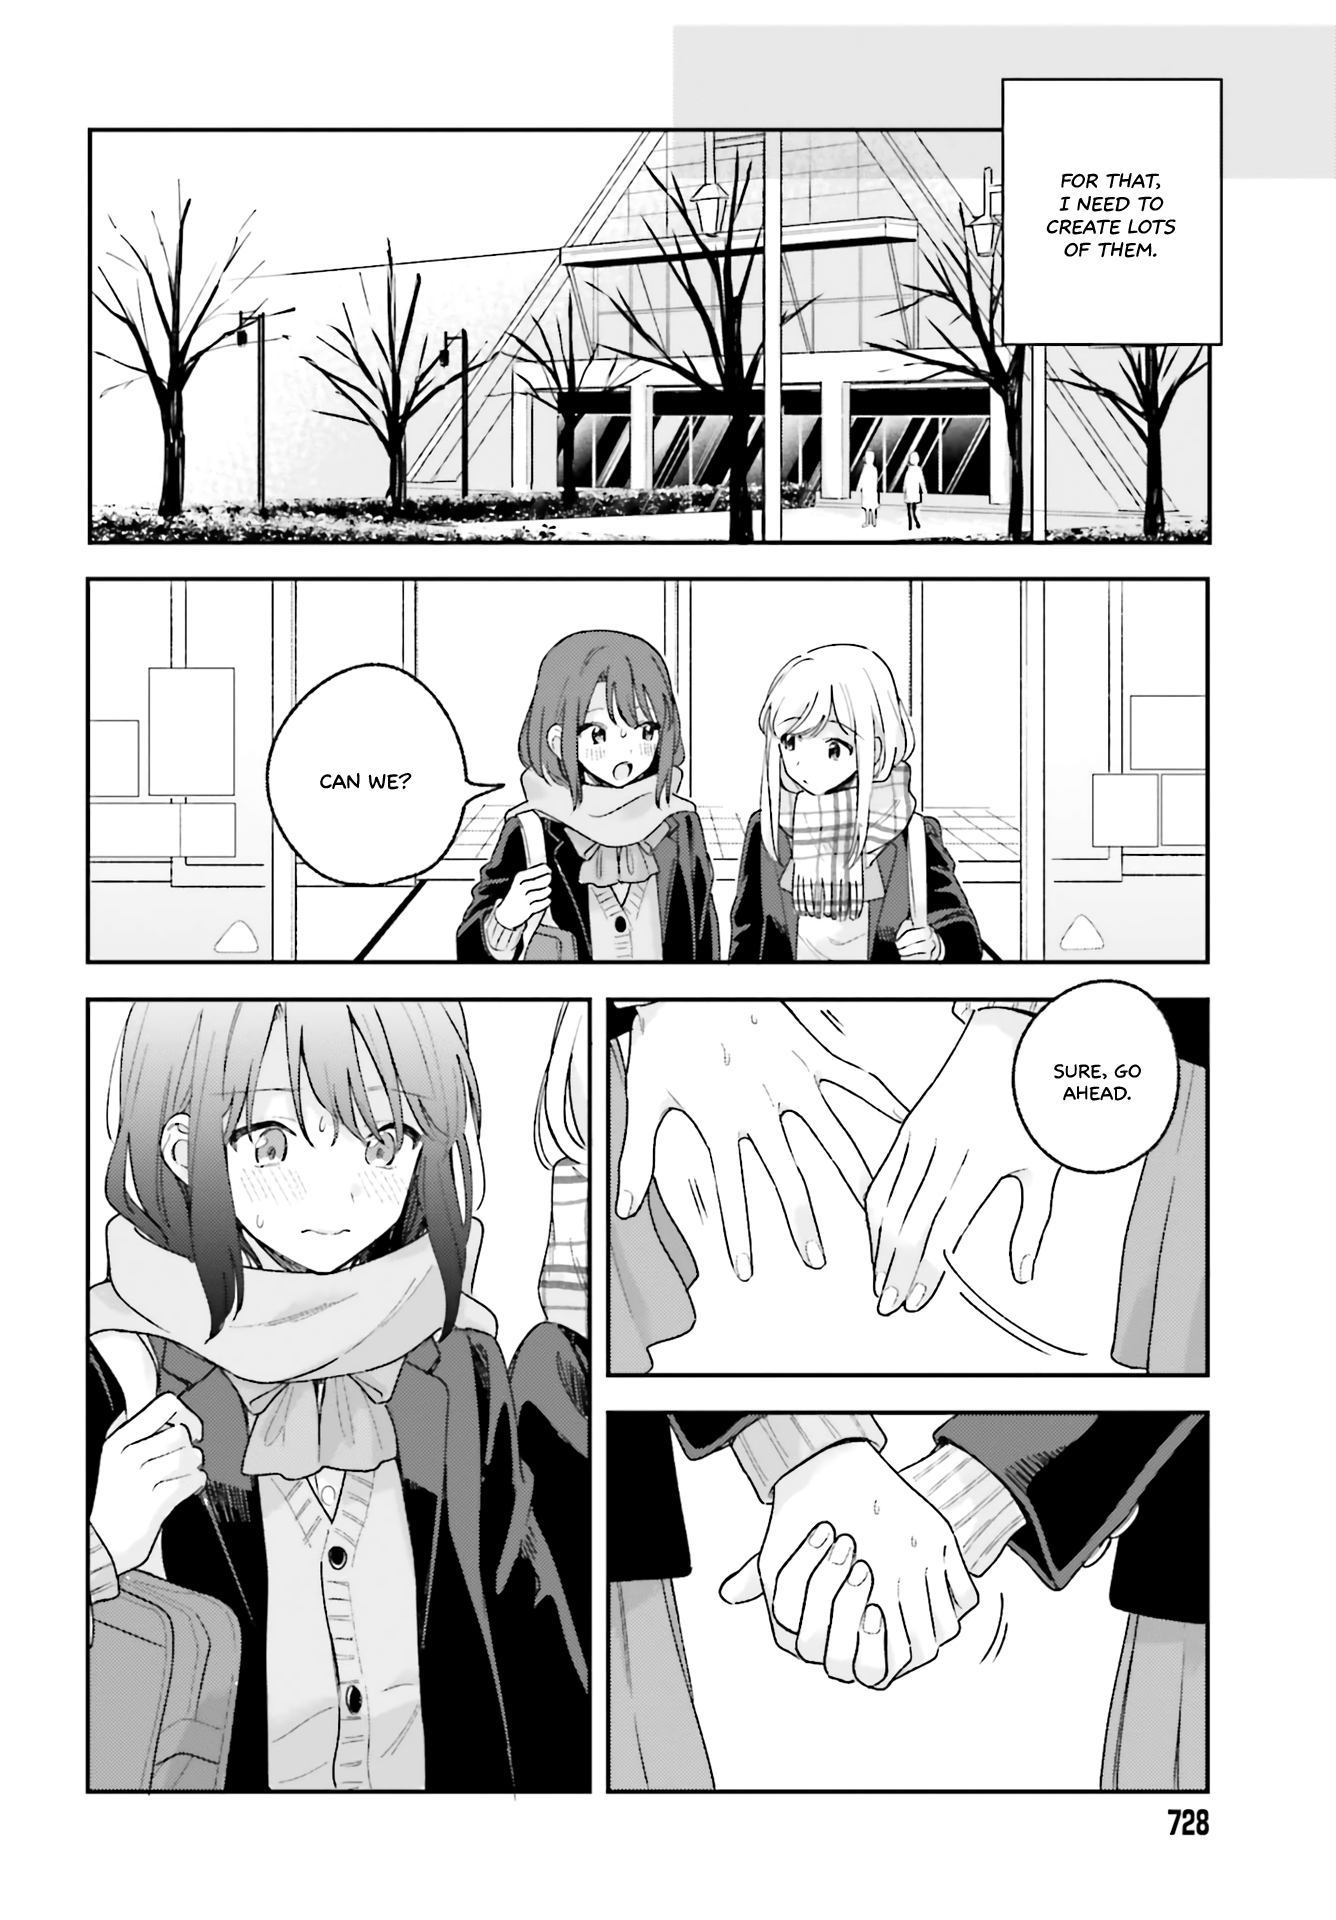 FOR THAT,
I NEED TO
CREATE LOTS
OF THEM.
CAN WE?
SURE, GO
AHEAD.
728